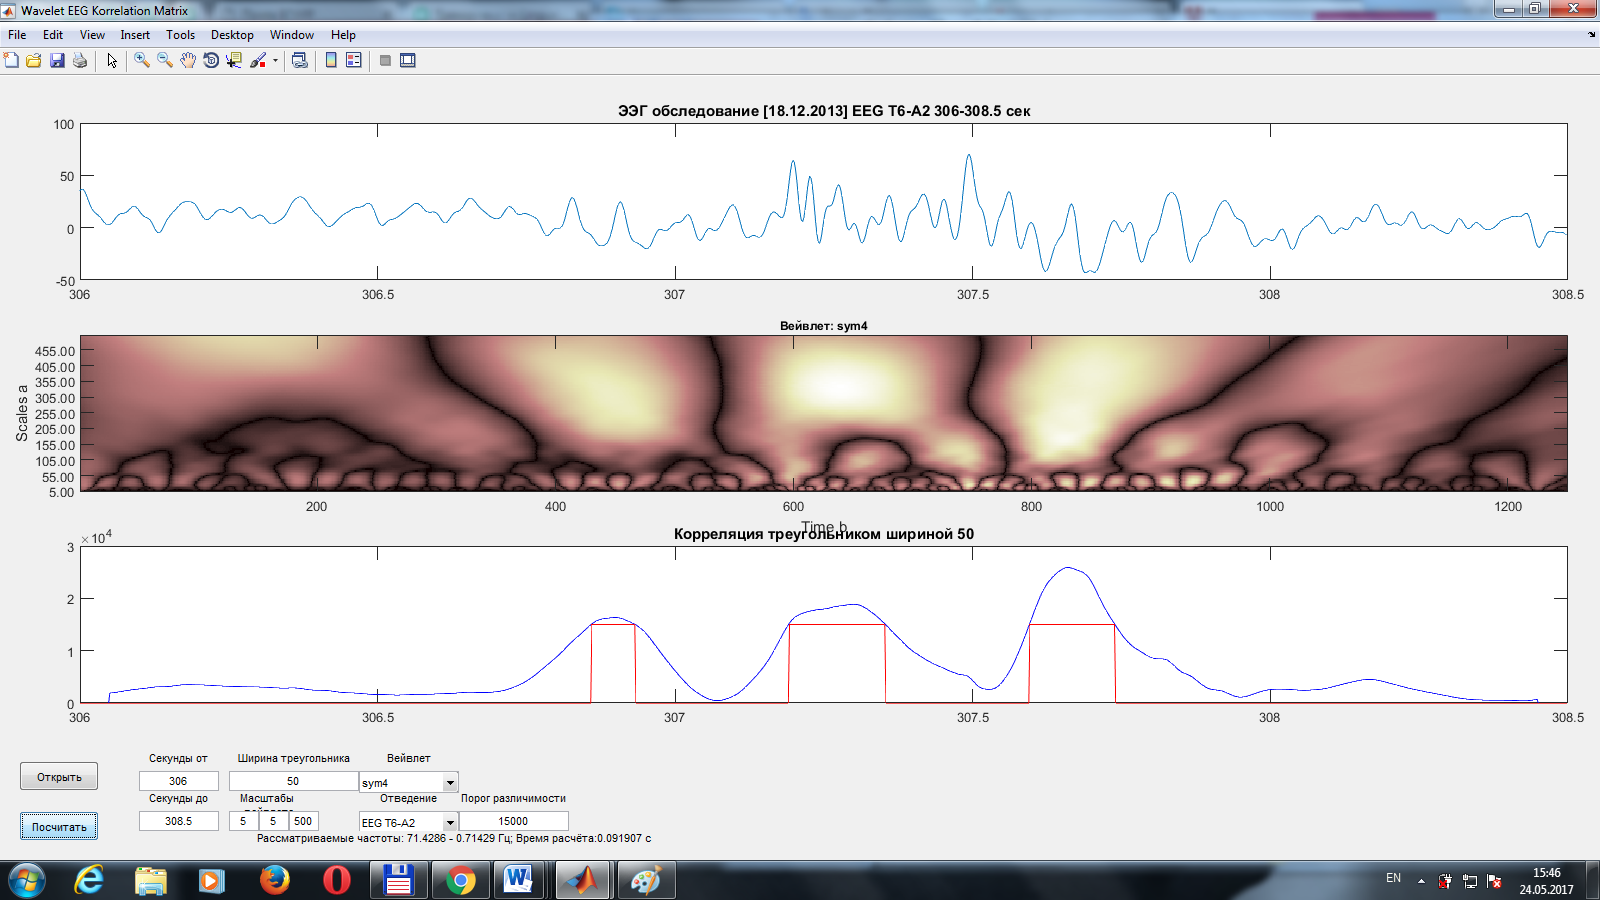 Wavelet EEG Korrelation Matrix
File Edit View Insert Tools Desktop Window Help
ЭЭГ обследование [18.12.2013] EEG T6-A2 306-308.5 сек
100
50
0
-50
306 306.5 307 307.5 308 308.5
Вейвлет: sym4
Scales a
455.00
405.00
355.00
305.00
255.00
205.00
155.00
105.00
55.00
5.00
200 400 600 800 1000 1200
Time b
Корреляция треугольником шириной 50
×10^4
3
2
1
0
306 306.5 307 307.5 308 308.5
Открыть
Посчитать
Секунды от Ширина треугольника Вейвлет
306 50 sym4
Секунды до Масштабы Отведение Порог различимости
308.5 5 5 500 EEG T6-A2 15000
Рассматриваемые частоты: 71.4286 - 0.71429 Гц; Время расчёта:0.091907 с
EN
15:46
24.05.2017